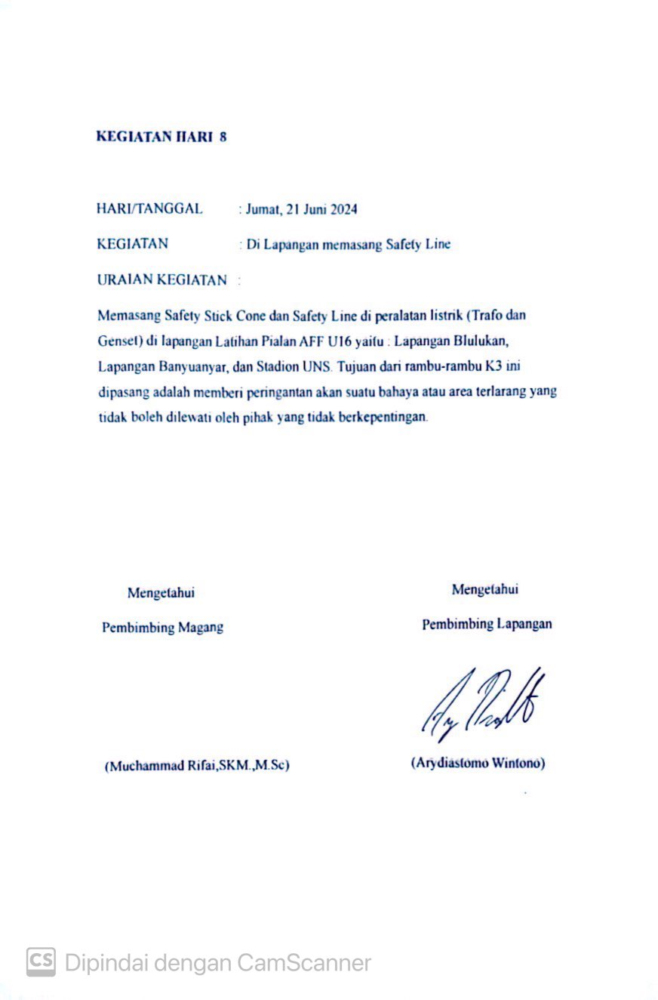 KEGIATAN HARI 8
HARI/TANGGAL : Jumat, 21 Juni 2024
KEGIATAN : Di Lapangan memasang Safety Line
URAIAN KEGIATAN :
Memasang Safety Stick Cone dan Safety Line di peralatan listrik (Trafo dan
Genset) di lapangan Latihan Pialan AFF U16 yaitu : Lapangan Blulukan,
Lapangan Banyuanyar, dan Stadion UNS. Tujuan dari rambu-rambu K3 ini
dipasang adalah memberi peringantan akan suatu bahaya atau area terlarang yang
tidak boleh dilewati oleh pihak yang tidak berkepentingan.
Mengetahui Mengetahui
Pembimbing Magang Pembimbing Lapangan
(Muchammad Rifai,SKM.,M.Sc) (Arydiastomo Wintono)
CS Dipindai dengan CamScanner